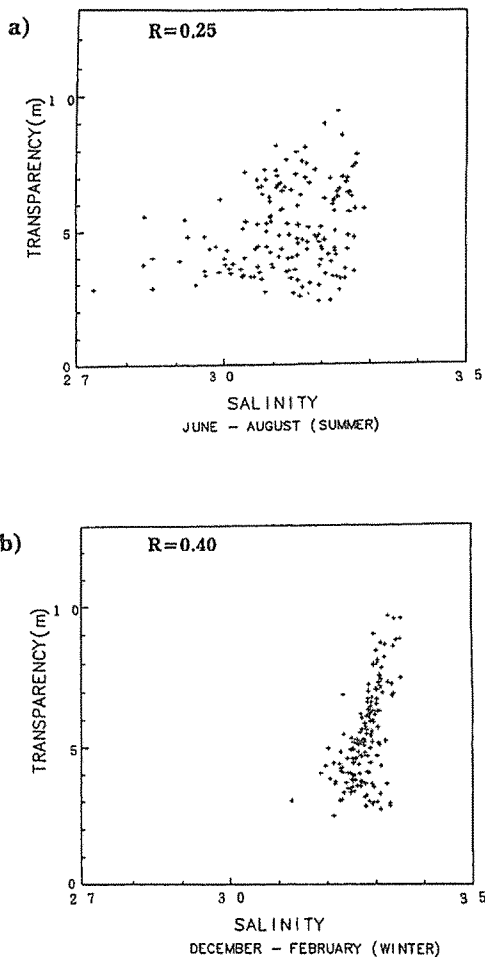 a)
R=0.25
TRANSPARENCY(m)
1 0
5
0
2 7
3 0
3 5
SALINITY
JUNE – AUGUST (SUMMER)
b)
R=0.40
TRANSPARENCY(m)
1 0
5
0
2 7
3 0
3 5
SALINITY
DECEMBER – FEBRUARY (WINTER)